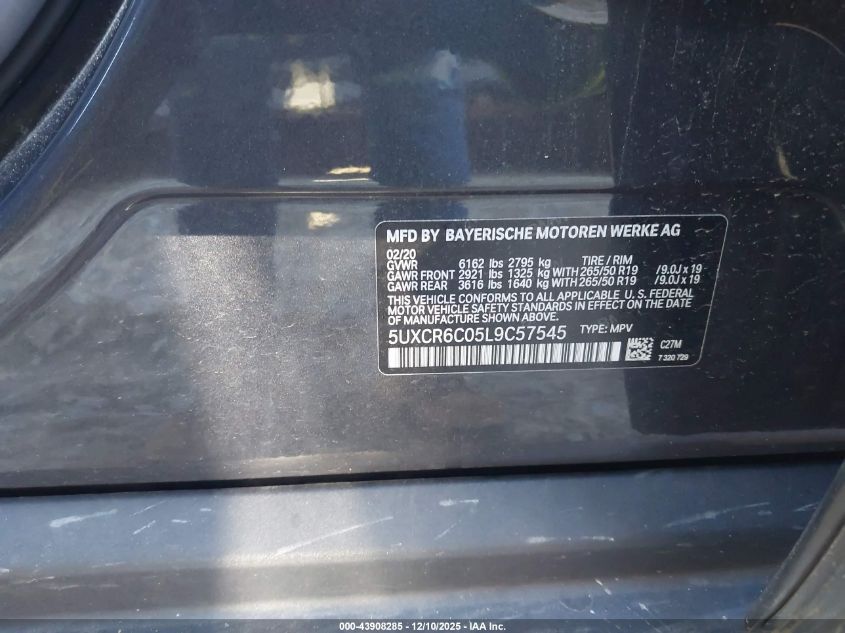 MFD BY BAYERISCHE MOTOREN WERKE AG
02/20
GVWR 6162 lbs 2795 kg TIRE / RIM
GAWR FRONT 2921 lbs 1325 kg WITH 265/50 R19 /9.0J x 19
GAWR REAR 3616 lbs 1640 kg WITH 265/50 R19 /9.0J x 19
THIS VEHICLE CONFORMS TO ALL APPLICABLE U. S. FEDERAL
MOTOR VEHICLE SAFETY STANDARDS IN EFFECT ON THE DATE
OF MANUFACTURE SHOWN ABOVE.
5UXCR6C05L9C57545 TYPE: MPV
C27M
7 320 729
000-43908285 - 12/10/2025 - IAA Inc.